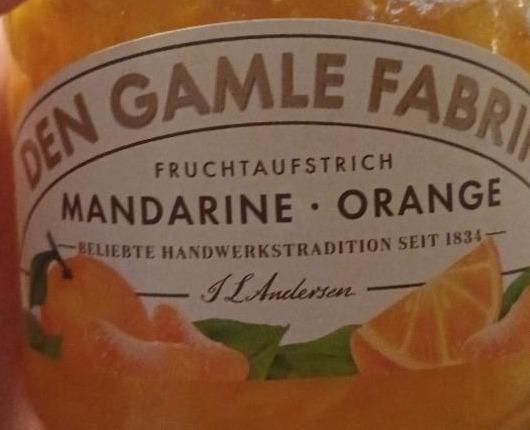 DEN GAMLE FABRI
FRUCHTAUFSTRICH
MANDARINE · ORANGE
BELIEBTE HANDWERKSTRADITION SEIT 1834
J L Andersen